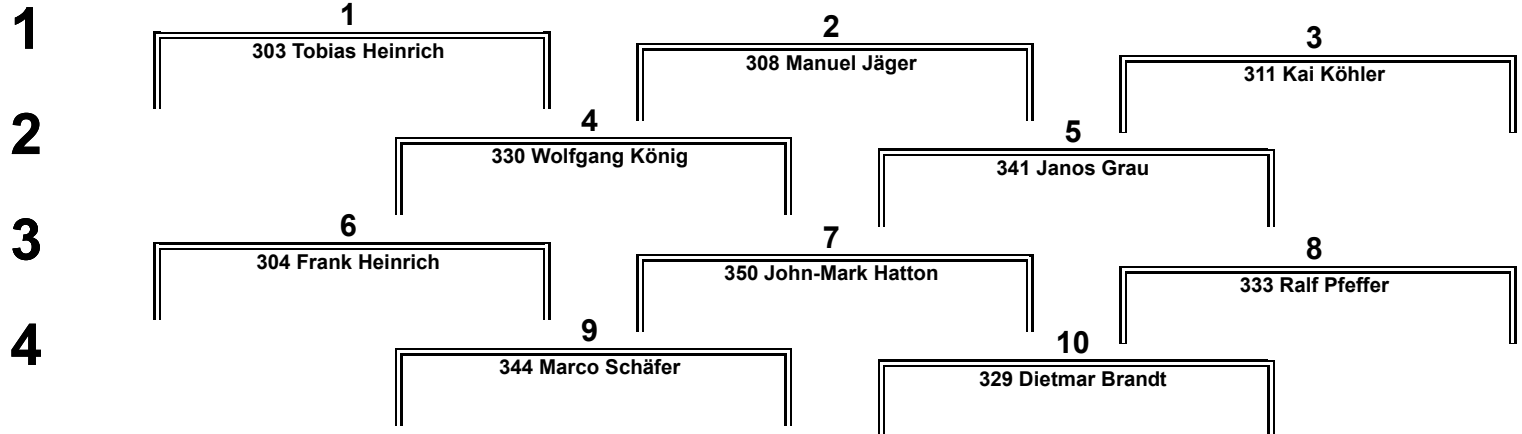 1
1
303 Tobias Heinrich
2
308 Manuel Jäger
3
311 Kai Köhler
2
4
330 Wolfgang König
5
341 Janos Grau
3
6
304 Frank Heinrich
7
350 John-Mark Hatton
8
333 Ralf Pfeffer
4
9
344 Marco Schäfer
10
329 Dietmar Brandt